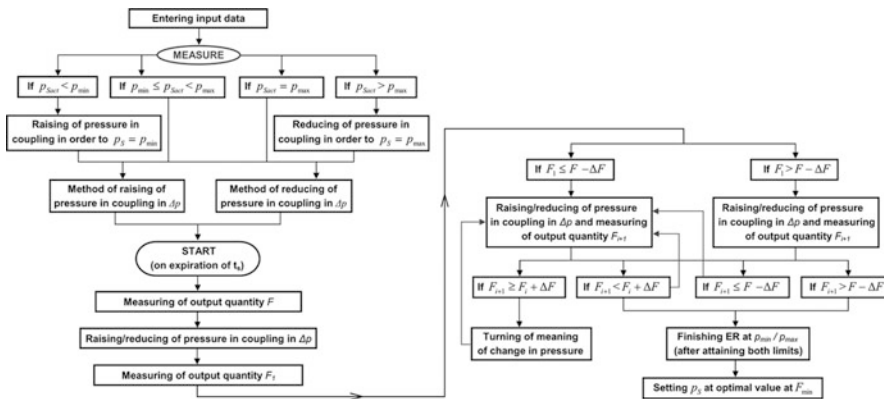 Entering input data
MEASURE
If p_Sact < p_min
If p_min ≤ p_Sact < p_max
If p_Sact = p_max
If p_Sact > p_max
Raising of pressure in
coupling in order to p_S = p_min
Reducing of pressure in
coupling in order to p_S = p_max
Method of raising of
pressure in coupling in Δp
Method of reducing of
pressure in coupling in Δp
START
(on expiration of t_s)
Measuring of output quantity F
Raising/reducing of pressure in coupling in Δp
Measuring of output quantity F_1
If F_1 ≤ F − ΔF
If F_1 > F − ΔF
Raising/reducing of pressure
in coupling in Δp and measuring
of output quantity F_i+1
Raising/reducing of pressure
in coupling in Δp and measuring
of output quantity F_i+1
If F_i+1 ≥ F_i + ΔF
If F_i+1 < F_i + ΔF
If F_i+1 ≤ F − ΔF
If F_i+1 > F − ΔF
Turning of meaning
of change in pressure
Finishing ER at p_min / p_max
(after attaining both limits)
Setting p_S at optimal value at F_min